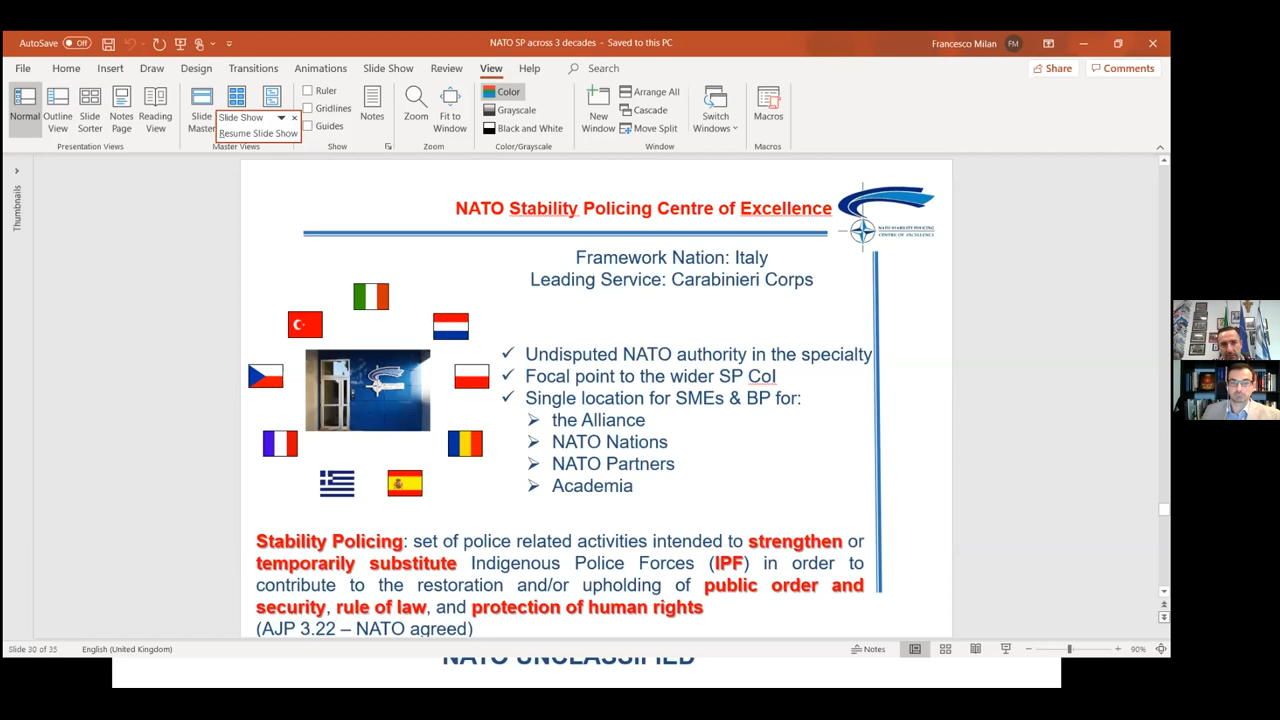 AutoSave Off NATO SP across 3 decades - Saved to this PC Francesco Milan FM
File Home Insert Draw Design Transitions Animations Slide Show Review View Help Search Share Comments
Normal Outline View Slide Sorter Notes Page Reading View
Presentation Views
Slide Master
Master Views
Slide Show
Resume Slide Show
Ruler
Gridlines
Guides
Show
Notes
Zoom Fit to Window
Zoom
Color
Grayscale
Black and White
Color/Grayscale
New Window
Arrange All
Cascade
Move Split
Switch Windows
Window
Macros
Macros
Thumbnails
NATO Stability Policing Centre of Excellence
NATO STABILITY POLICING
CENTRE OF EXCELLENCE
Framework Nation: Italy
Leading Service: Carabinieri Corps
✓ Undisputed NATO authority in the specialty
✓ Focal point to the wider SP CoI
✓ Single location for SMEs & BP for:
➢ the Alliance
➢ NATO Nations
➢ NATO Partners
➢ Academia
Stability Policing: set of police related activities intended to strengthen or
temporarily substitute Indigenous Police Forces (IPF) in order to
contribute to the restoration and/or upholding of public order and
security, rule of law, and protection of human rights
(AJP 3.22 – NATO agreed)
Slide 30 of 35 English (United Kingdom) Notes 90%
NATO UNCLASSIFIED